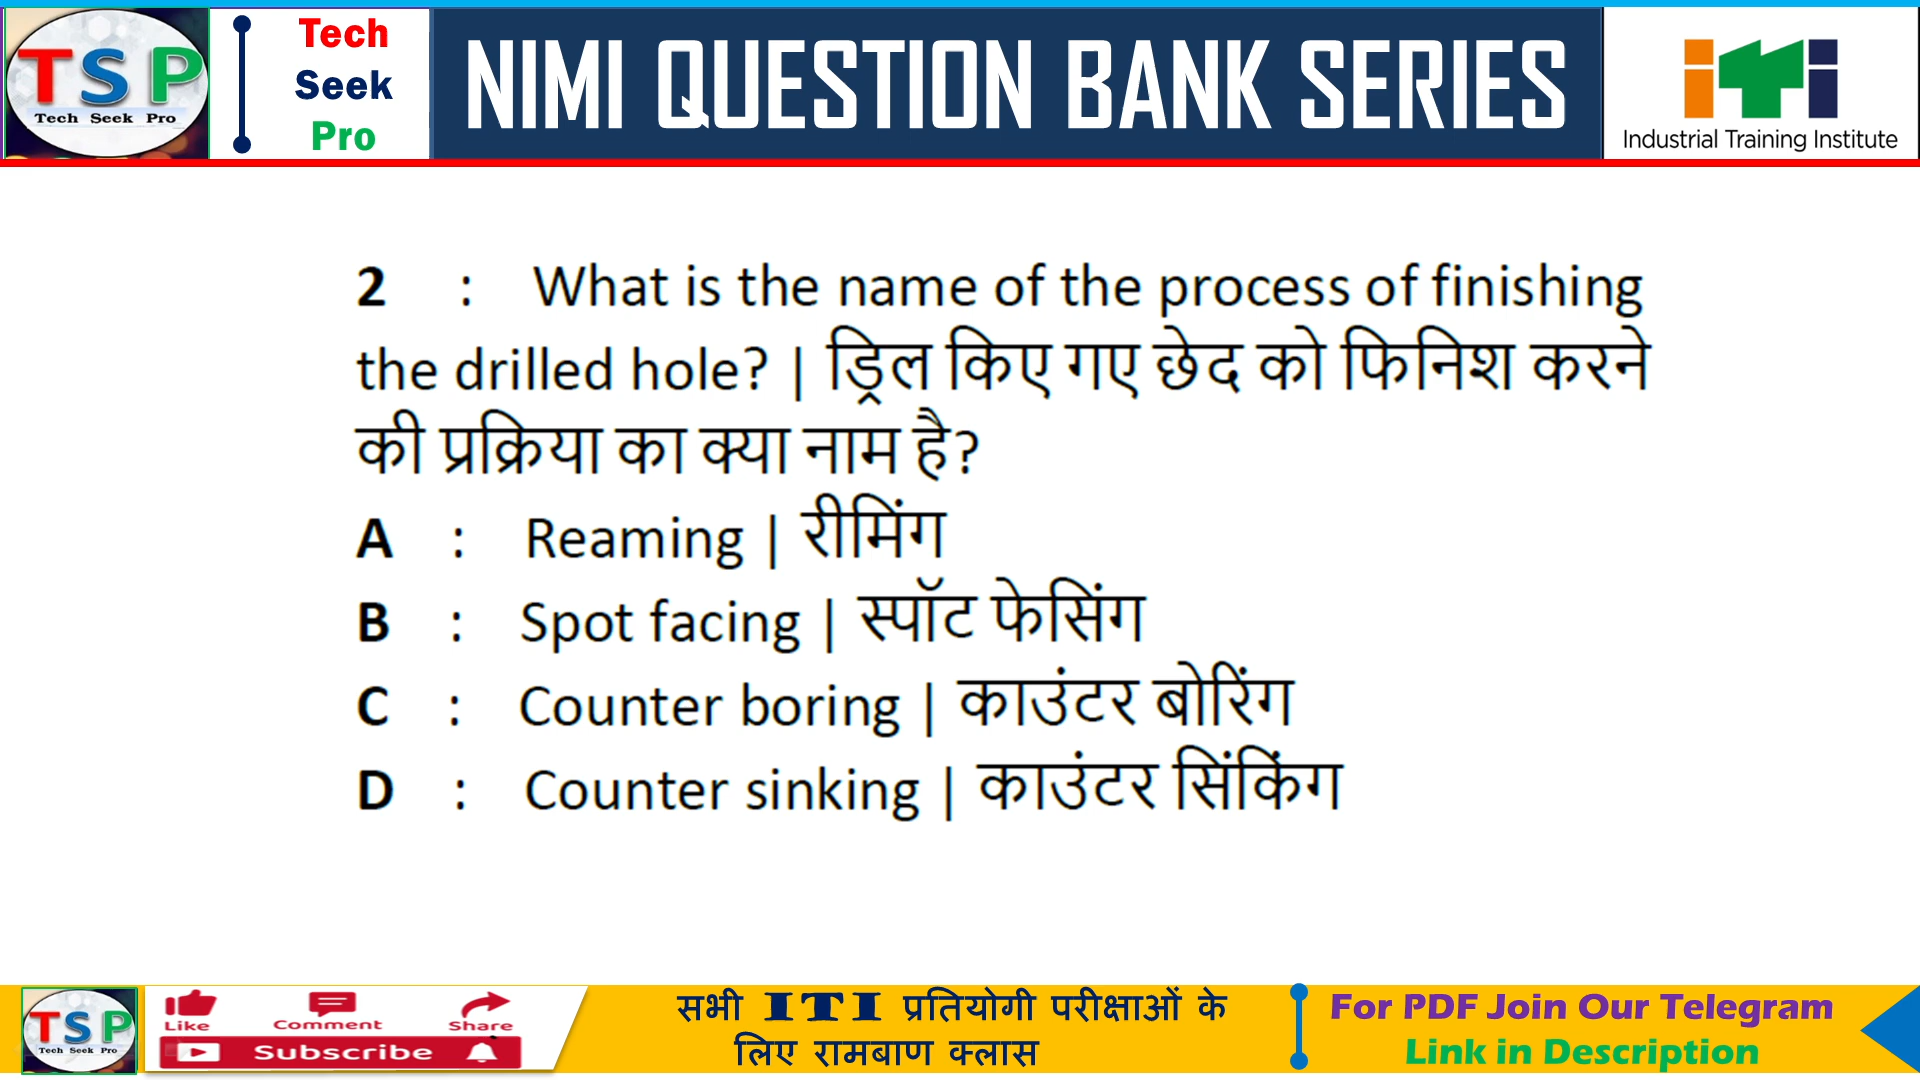 TSP
Tech Seek Pro
Tech
Seek
Pro
NIMI QUESTION BANK SERIES
iTi
Industrial Training Institute
2 : What is the name of the process of finishing
the drilled hole? | ड्रिल किए गए छेद को फिनिश करने
की प्रक्रिया का क्या नाम है?
A : Reaming | रीमिंग
B : Spot facing | स्पॉट फेसिंग
C : Counter boring | काउंटर बोरिंग
D : Counter sinking | काउंटर सिंकिंग
TSP
Tech Seek Pro
Like Comment Share
Subscribe
सभी ITI प्रतियोगी परीक्षाओं के
लिए रामबाण क्लास
For PDF Join Our Telegram
Link in Description